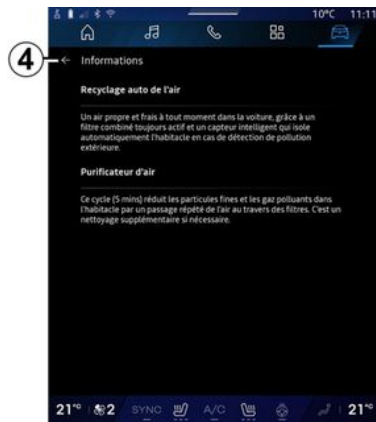 10°C 11:11
4
← Informations
Recyclage auto de l'air
Un air propre et frais à tout moment dans la voiture, grâce à un
filtre combiné toujours actif et un capteur intelligent qui isole
automatiquement l'habitacle en cas de détection de pollution
extérieure.
Purificateur d'air
Ce cycle (5 mins) réduit les particules fines et les gaz polluants dans
l'habitacle par un passage répété de l'air au travers des filtres. C'est un
nettoyage supplémentaire si nécessaire.
21°C 2 SYNC A/C 21°C